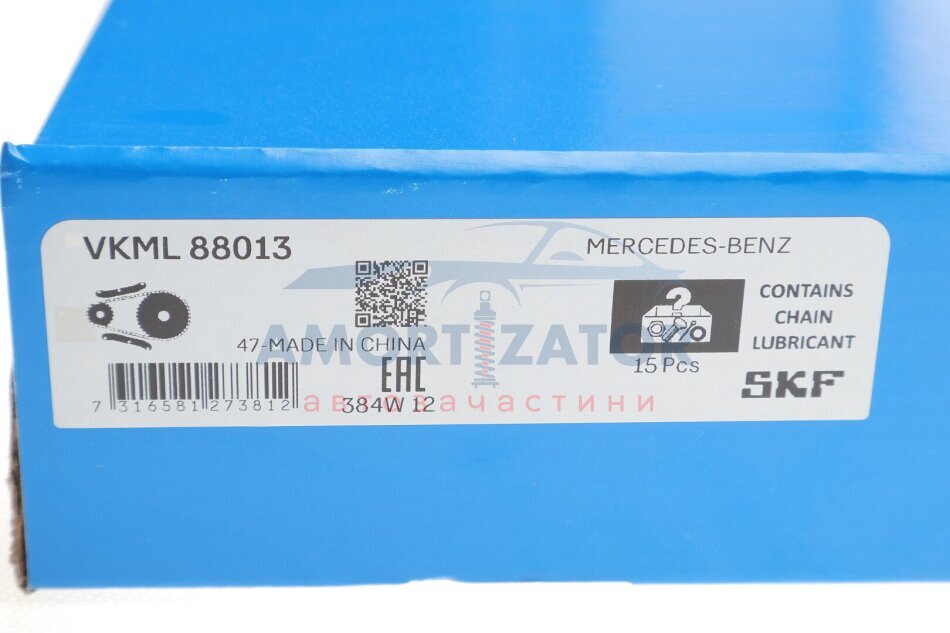 VKML 88013
MERCEDES-BENZ
CONTAINS
CHAIN
LUBRICANT
47-MADE IN CHINA
AMORTIZATOR
15 Pcs
EAC
SKF
7 316581 273812
384W 12
автозачастини